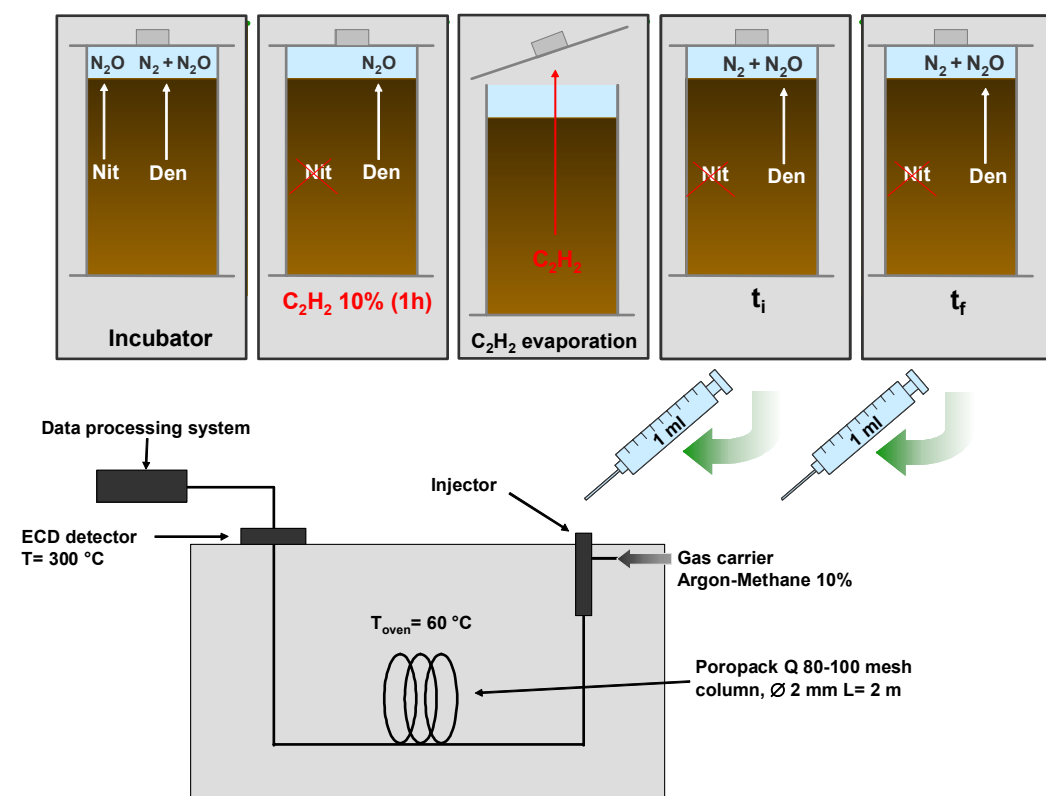 N₂O N₂ + N₂O
Nit Den
Incubator
N₂O
Nit Den
C₂H₂ 10% (1h)
C₂H₂
C₂H₂ evaporation
N₂ + N₂O
Nit Den
tᵢ
N₂ + N₂O
Nit Den
t_f
1 ml
1 ml
Data processing system
Injector
ECD detector
T= 300 °C
Gas carrier
Argon-Methane 10%
T_oven= 60 °C
Poropack Q 80-100 mesh
column, Ø 2 mm L= 2 m